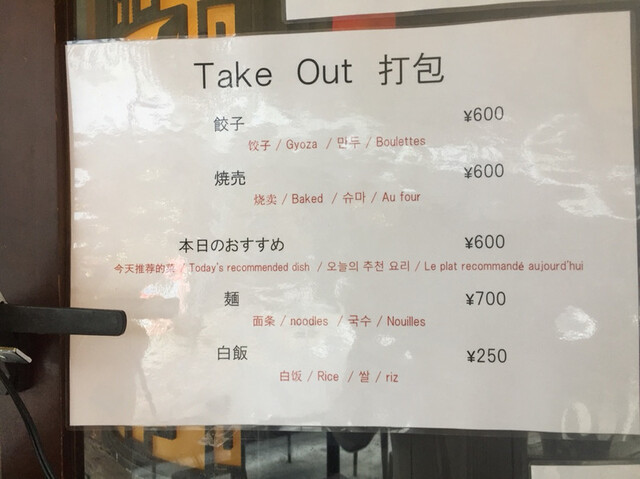 Take Out 打包
餃子 ¥600
饺子 / Gyoza / 만두 / Boulettes
焼売 ¥600
烧卖 / Baked / 슈마 / Au four
本日のおすすめ ¥600
今天推荐的菜 / Today's recommended dish / 오늘의 추천 요리 / Le plat recommandé aujourd'hui
麺 ¥700
面条 / noodles / 국수 / Nouilles
白飯 ¥250
白饭 / Rice / 쌀 / riz